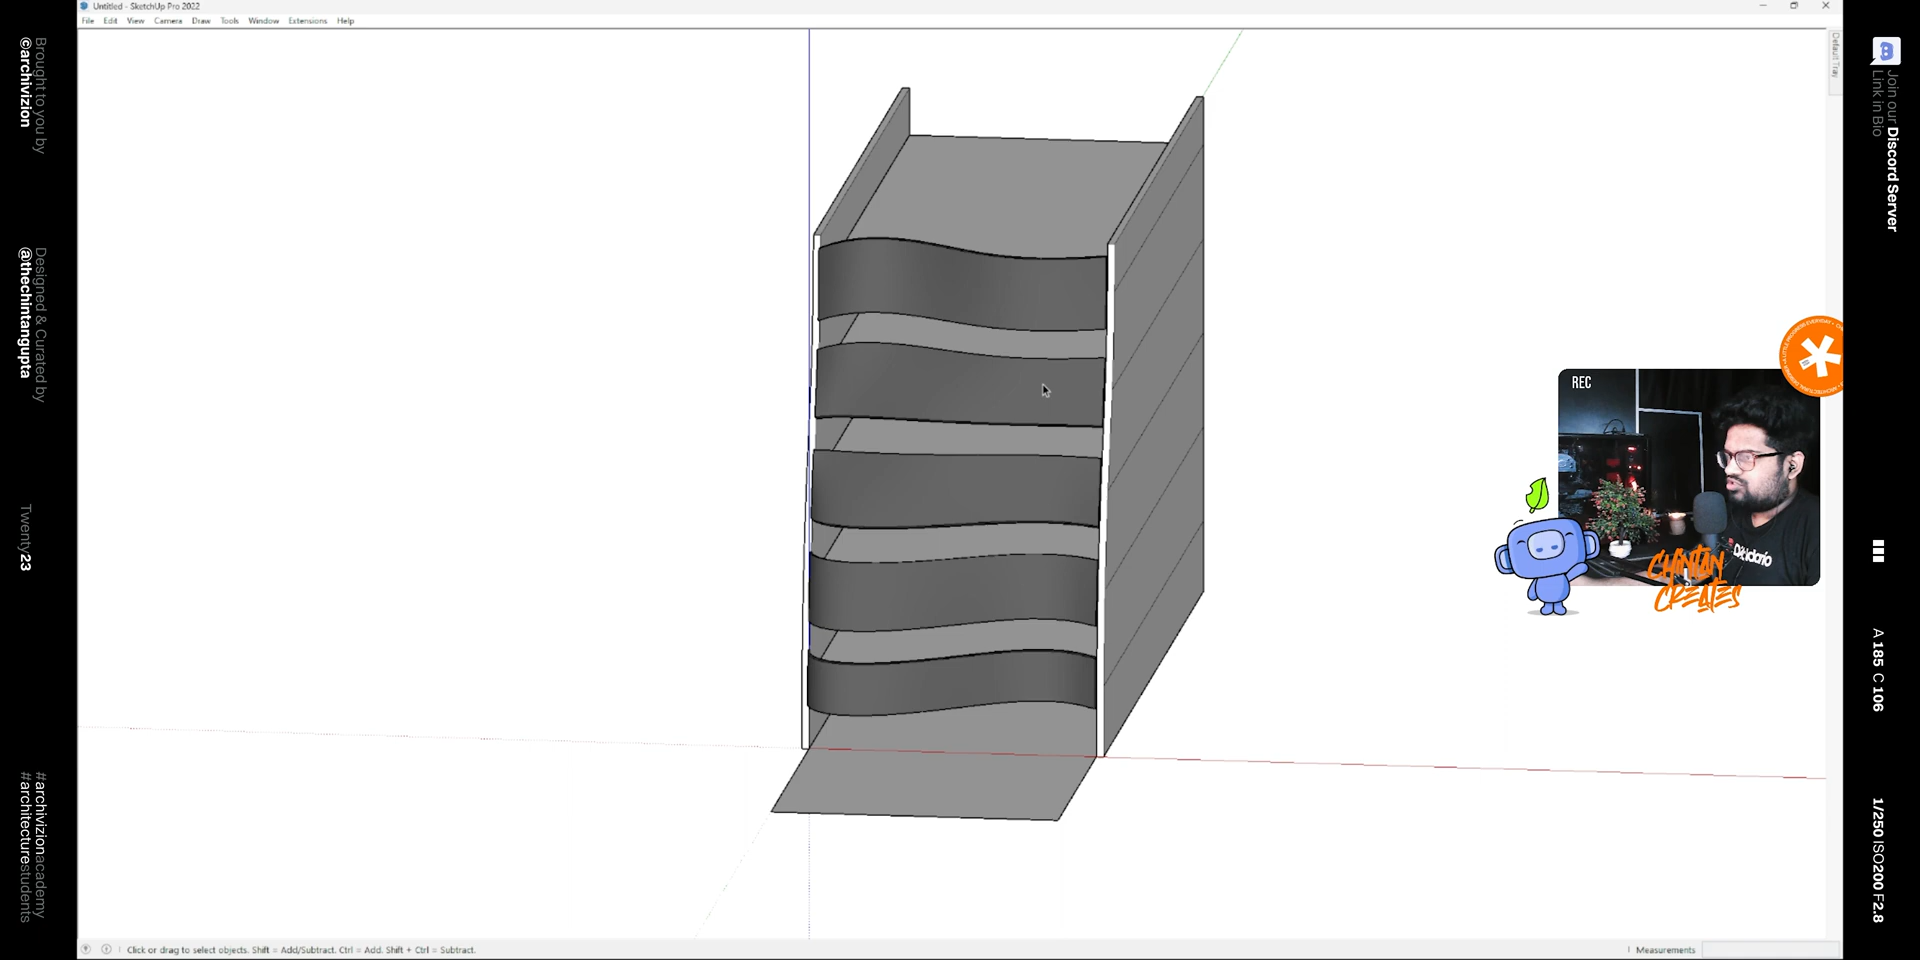 Untitled - SketchUp Pro 2022
File Edit View Camera Draw Tools Window Extensions Help
Default Tray
Brought to you by
©archivizion
Designed & Curated by
@thechintangupta
Twenty23
#archivizionacademy
#architecturestudents
Join our Discord Server
Link in Bio
REC
D'Addario
CHINTAN
CREATES
A 185 C 106
1/250 ISO200 F2.8
Click or drag to select objects. Shift = Add/Subtract. Ctrl = Add. Shift + Ctrl = Subtract.
Measurements